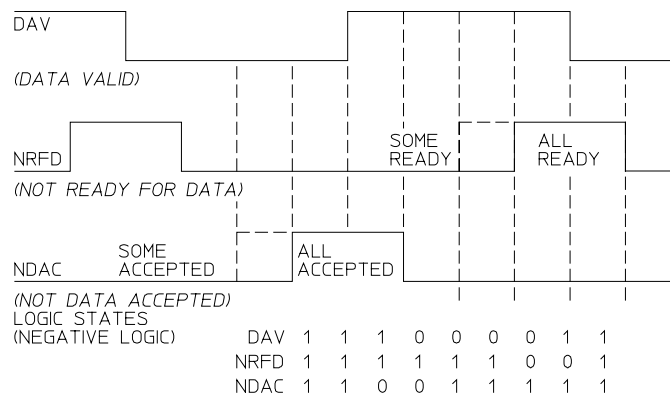 DAV
(DATA VALID)
SOME ALL
NRFD READY READY
(NOT READY FOR DATA)
SOME ALL
NDAC ACCEPTED ACCEPTED
(NOT DATA ACCEPTED)
LOGIC STATES
(NEGATIVE LOGIC) DAV 1 1 1 0 0 0 0 1 1
NRFD 1 1 1 1 1 1 0 0 1
NDAC 1 1 0 0 1 1 1 1 1